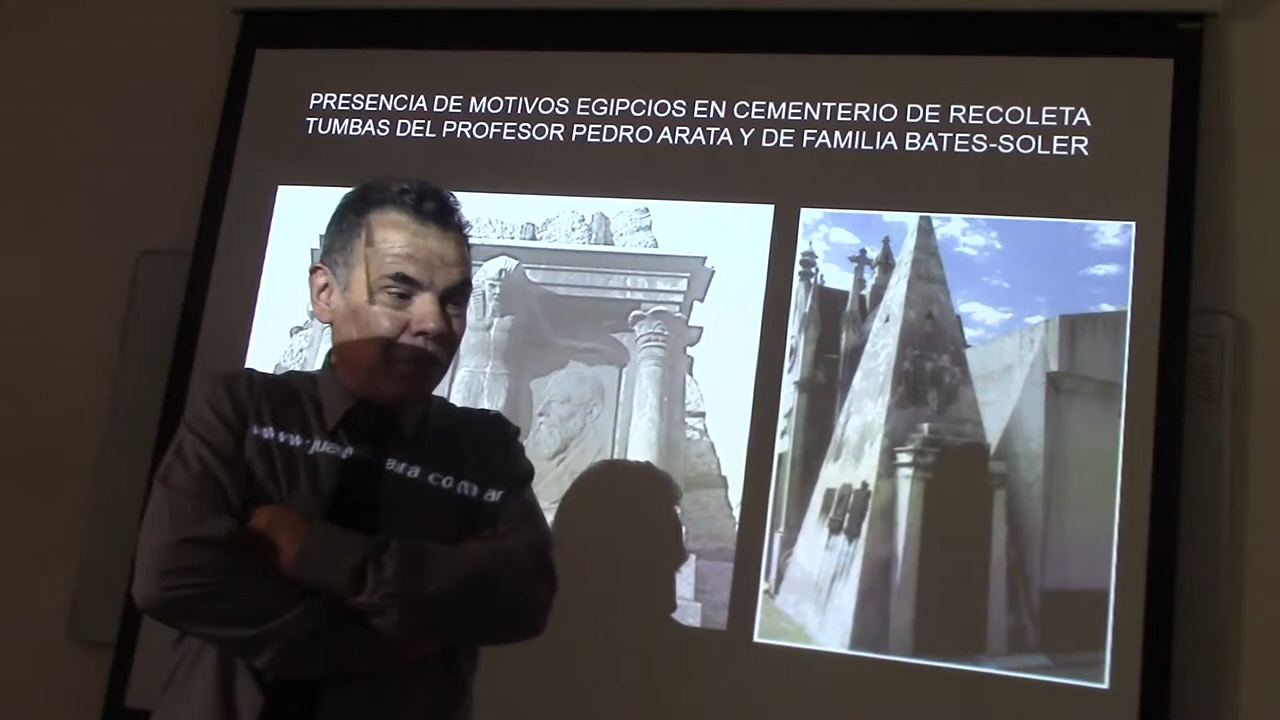 PRESENCIA DE MOTIVOS EGIPCIOS EN CEMENTERIO DE RECOLETA
TUMBAS DEL PROFESOR PEDRO ARATA Y DE FAMILIA BATES-SOLER